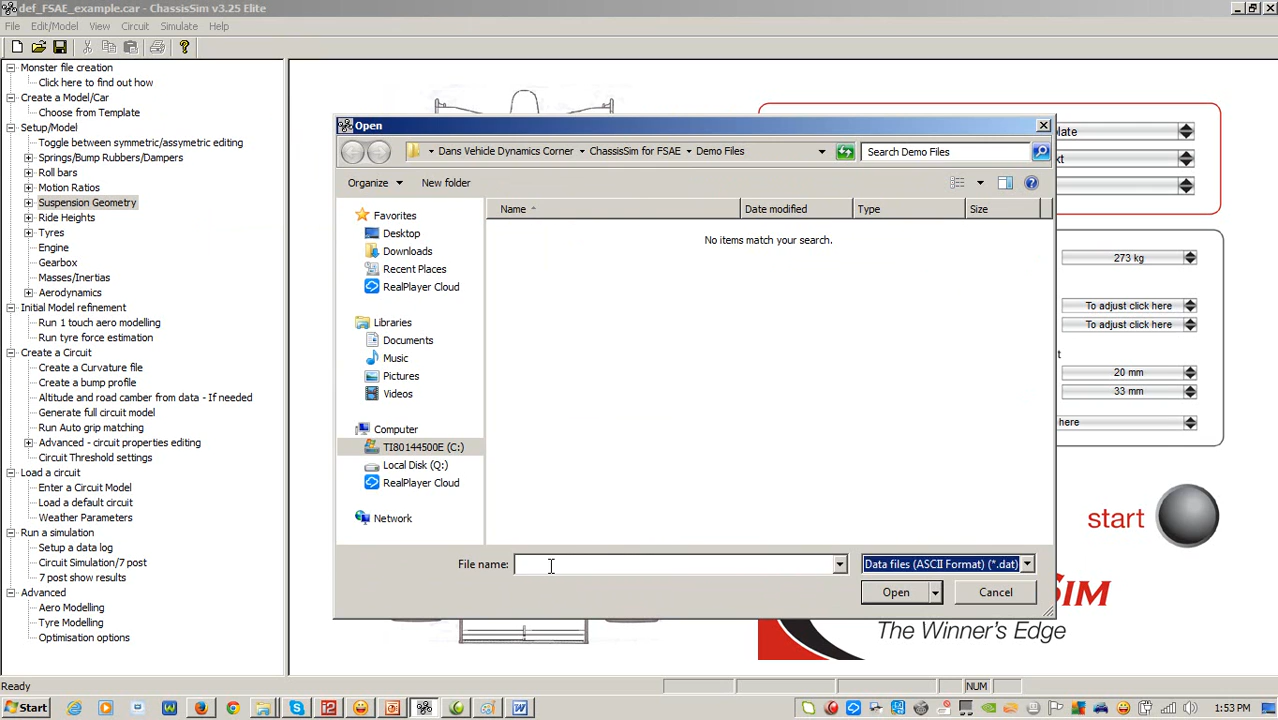 def_FSAE_example.car - ChassisSim v3.25 Elite
File Edit/Model View Circuit Simulate Help
Monster file creation
Click here to find out how
Create a Model/Car
Choose from Template
Setup/Model
Toggle between symmetric/assymetric editing
Springs/Bump Rubbers/Dampers
Roll bars
Motion Ratios
Suspension Geometry
Ride Heights
Tyres
Engine
Gearbox
Masses/Inertias
Aerodynamics
Initial Model refinement
Run 1 touch aero modelling
Run tyre force estimation
Create a Circuit
Create a Curvature file
Create a bump profile
Altitude and road camber from data - If needed
Generate full circuit model
Run Auto grip matching
Advanced - circuit properties editing
Circuit Threshold settings
Load a circuit
Enter a Circuit Model
Load a default circuit
Weather Parameters
Run a simulation
Setup a data log
Circuit Simulation/7 post
7 post show results
Advanced
Aero Modelling
Tyre Modelling
Optimisation options
Open
Dans Vehicle Dynamics Corner ChassisSim for FSAE Demo Files
Search Demo Files
Organize New folder
Favorites
Desktop
Downloads
Recent Places
RealPlayer Cloud
Libraries
Documents
Music
Pictures
Videos
Computer
TI80144500E (C:)
Local Disk (Q:)
RealPlayer Cloud
Network
Name Date modified Type Size
No items match your search.
File name:
Data files (ASCII Format) (*.dat)
Open Cancel
273 kg
To adjust click here
To adjust click here
20 mm
33 mm
here
start
The Winner's Edge
Ready
NUM
Start
1:53 PM